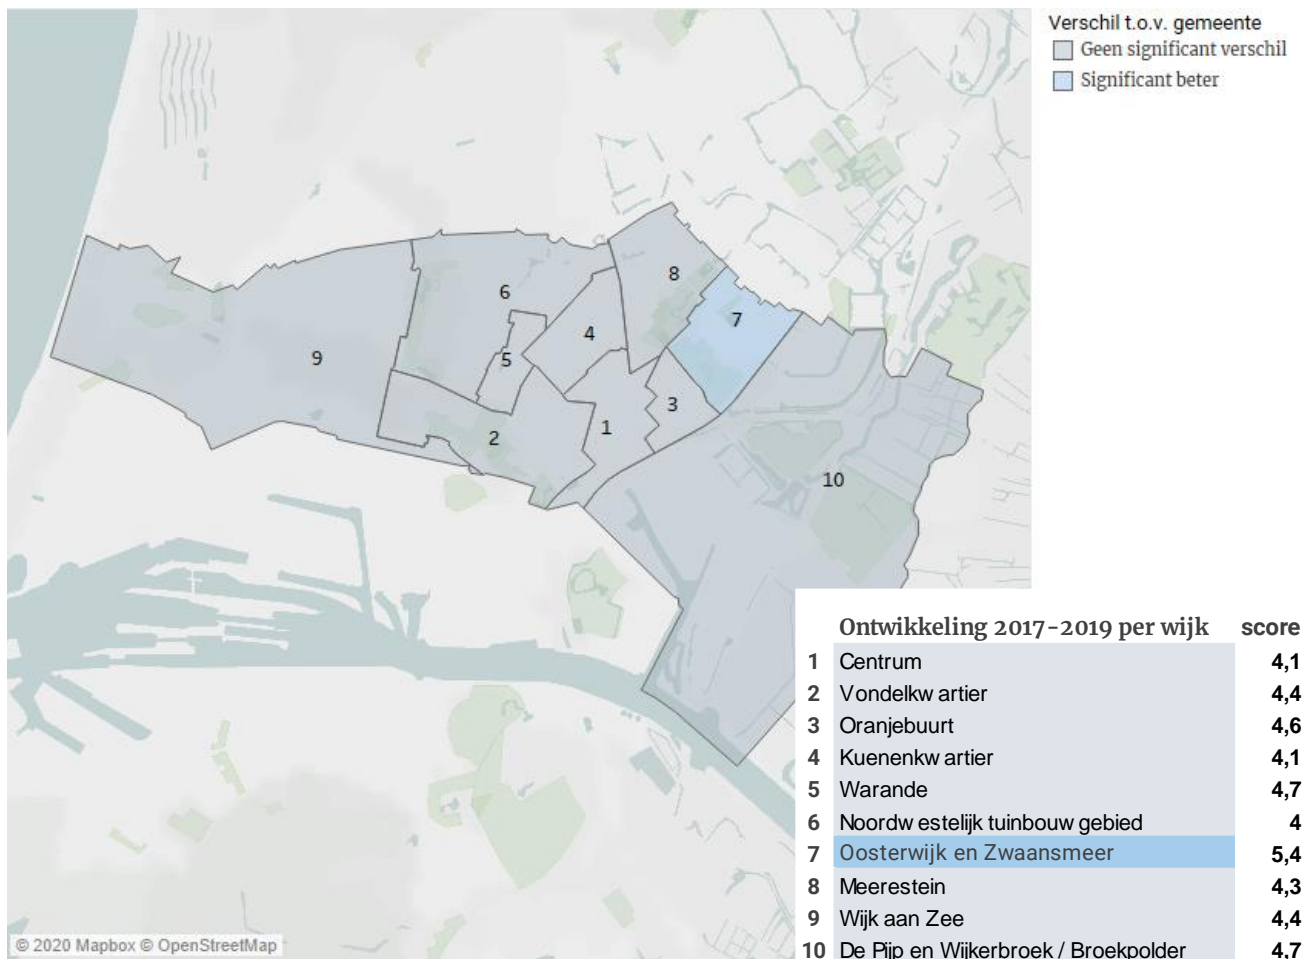 Verschil t.o.v. gemeente
Geen significant verschil
Significant beter
8
7
6
4
5
9
3
1
2
10
Ontwikkeling 2017-2019 per wijk score
1 Centrum 4,1
2 Vondelkw artier 4,4
3 Oranjebuurt 4,6
4 Kuenenkw artier 4,1
5 Warande 4,7
6 Noordw estelijk tuinbouw gebied 4
7 Oosterwijk en Zwaansmeer 5,4
8 Meerestein 4,3
9 Wijk aan Zee 4,4
10 De Pijp en Wijkerbroek / Broekpolder 4,7
© 2020 Mapbox © OpenStreetMap